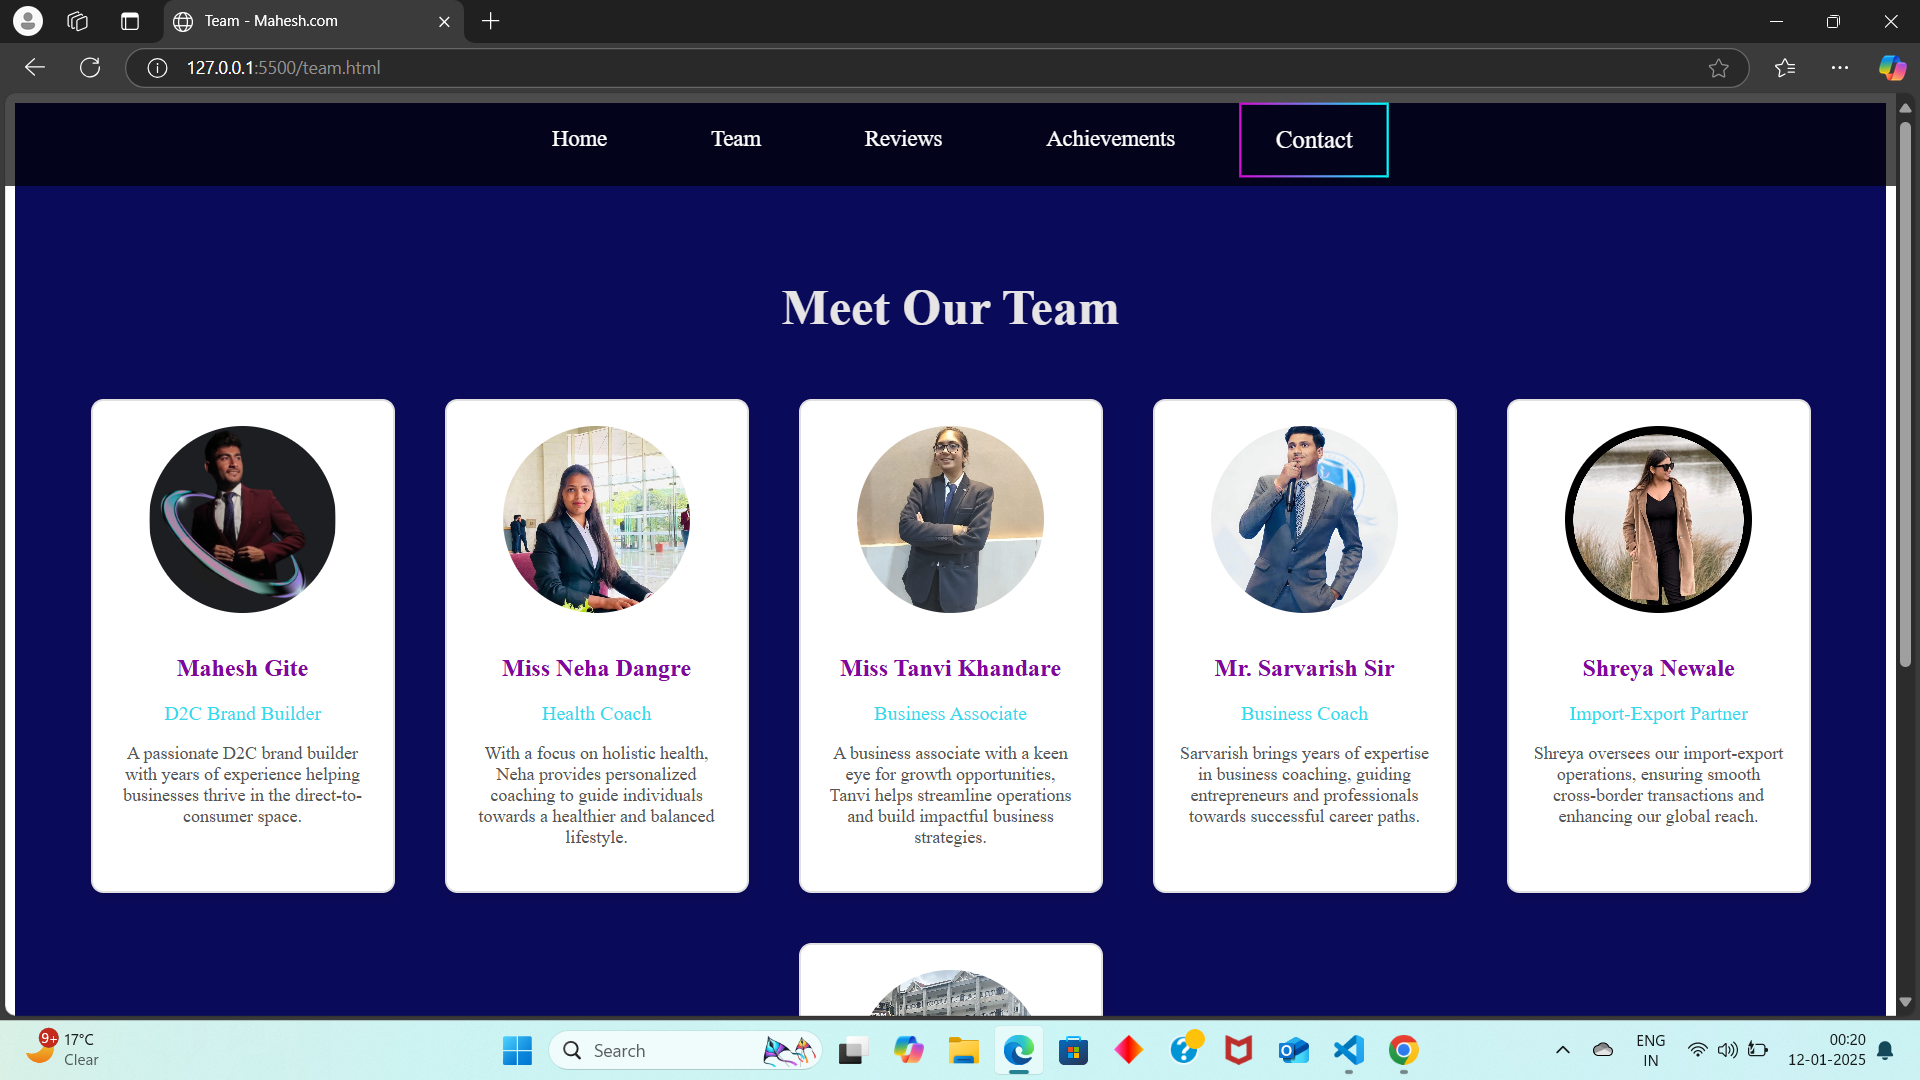 Team - Mahesh.com
127.0.0.1:5500/team.html
Home Team Reviews Achievements Contact
Meet Our Team
Mahesh Gite
D2C Brand Builder
A passionate D2C brand builder
with years of experience helping
businesses thrive in the direct-to-
consumer space.
Miss Neha Dangre
Health Coach
With a focus on holistic health,
Neha provides personalized
coaching to guide individuals
towards a healthier and balanced
lifestyle.
Miss Tanvi Khandare
Business Associate
A business associate with a keen
eye for growth opportunities,
Tanvi helps streamline operations
and build impactful business
strategies.
Mr. Sarvarish Sir
Business Coach
Sarvarish brings years of expertise
in business coaching, guiding
entrepreneurs and professionals
towards successful career paths.
Shreya Newale
Import-Export Partner
Shreya oversees our import-export
operations, ensuring smooth
cross-border transactions and
enhancing our global reach.
9+
17°C
Clear
Search
ENG
IN
00:20
12-01-2025